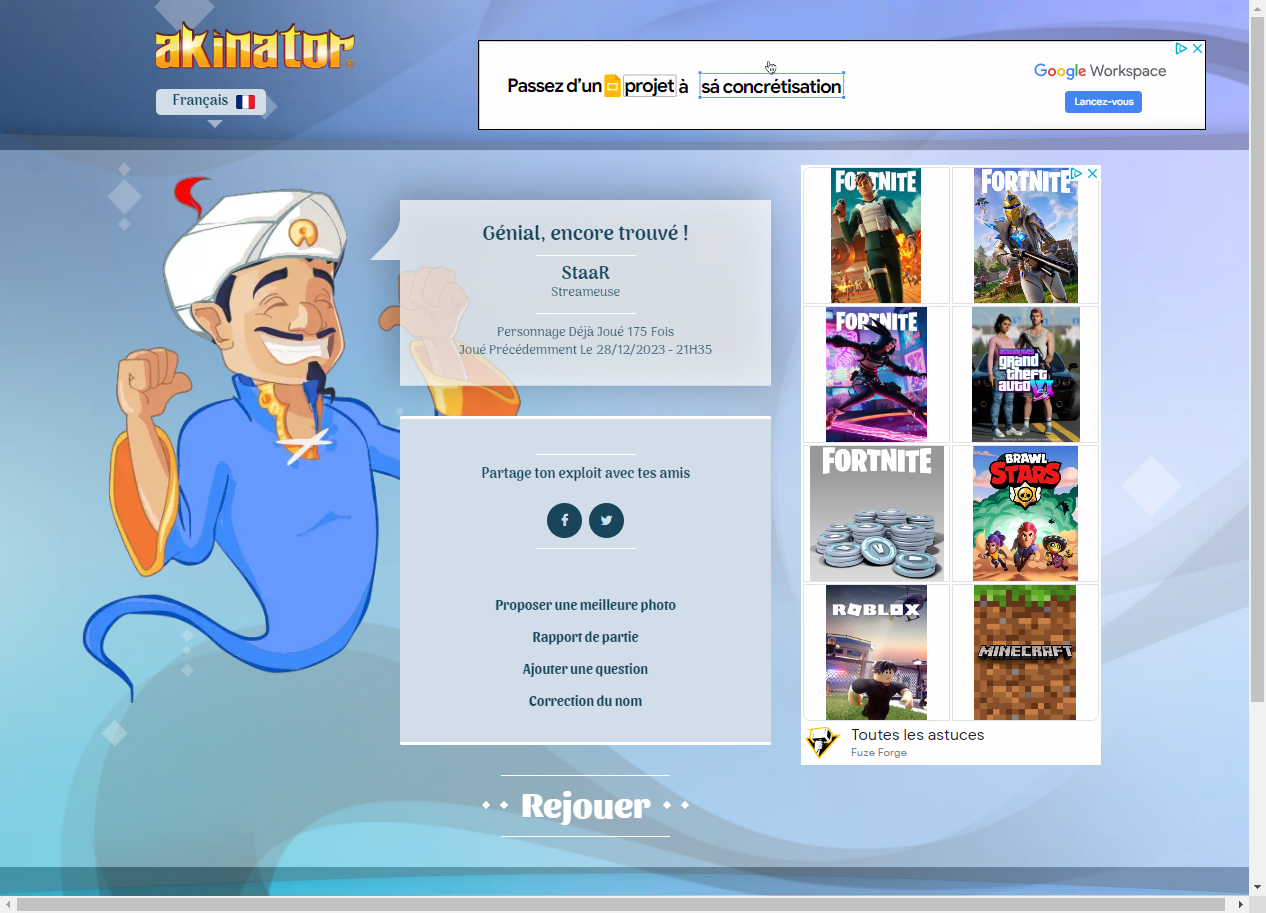 akinator
Français
Passez d'un projet à sá concrétisation
Google Workspace
Lancez-vous
Génial, encore trouvé !
StaaR
Streameuse
Personnage Déjà Joué 175 Fois
Joué Précédemment Le 28/12/2023 - 21H35
Partage ton exploit avec tes amis
Proposer une meilleure photo
Rapport de partie
Ajouter une question
Correction du nom
Rejouer
FORTNITE
FORTNITE
FORTNITE
ACTUALITÉS
grand
theft
auto
VI
FORTNITE
BRAWL
STARS
ROBLOX
MINECRAFT
Toutes les astuces
Fuze Forge